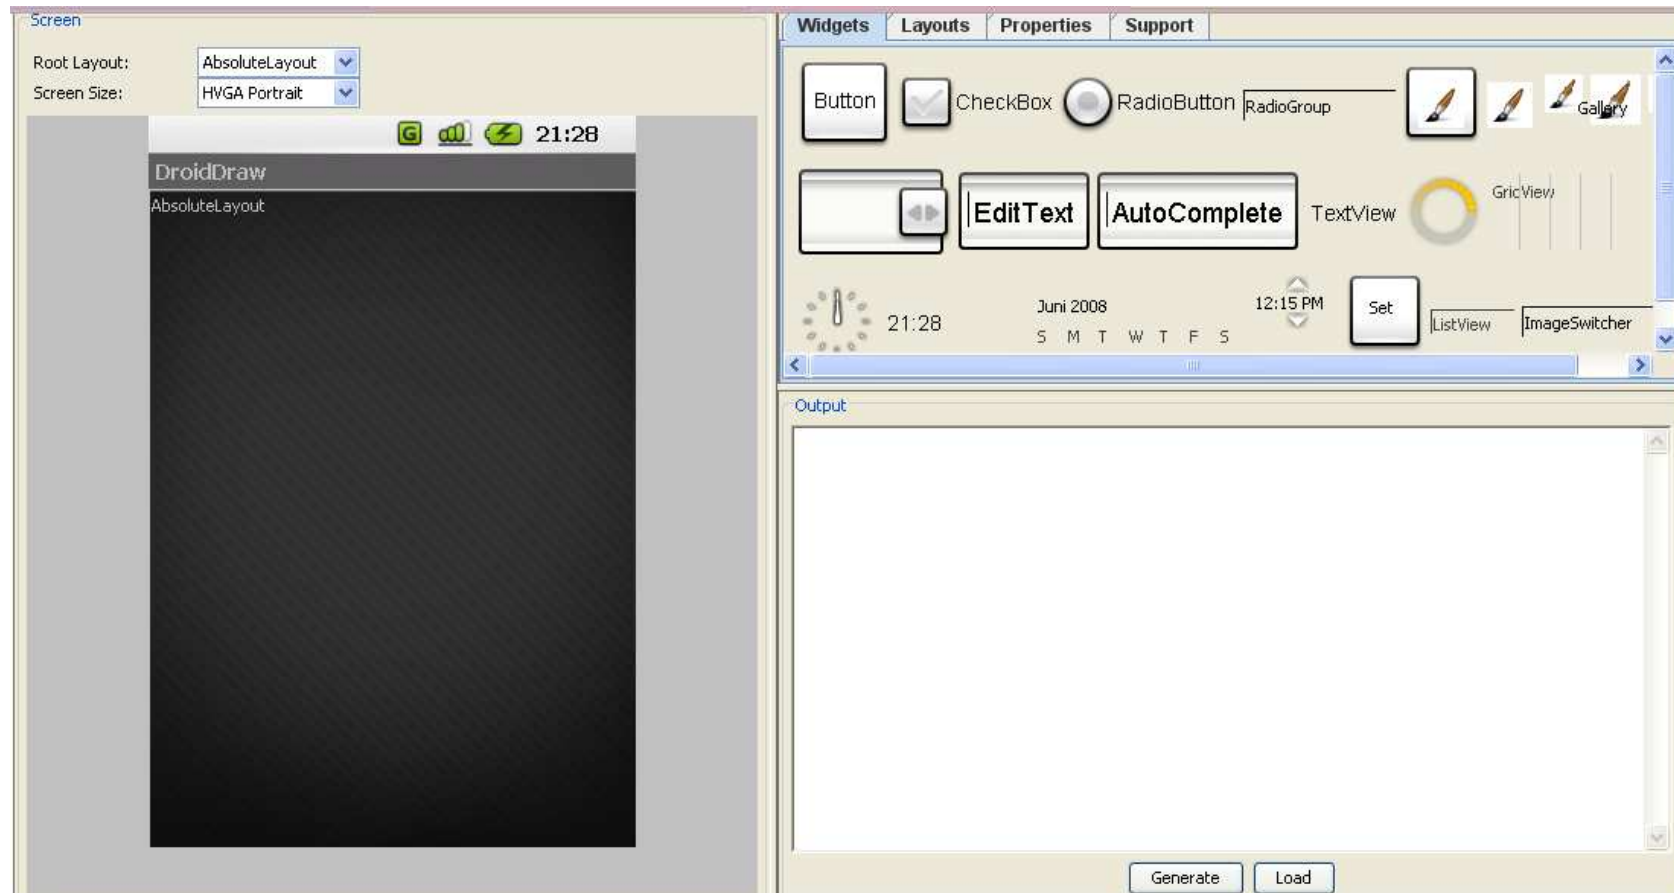 Screen
Root Layout: AbsoluteLayout
Screen Size: HVGA Portrait
21:28
DroidDraw
AbsoluteLayout
Widgets Layouts Properties Support
Button CheckBox RadioButton RadioGroup Gallery
EditText AutoComplete TextView GridView
21:28 Juni 2008 12:15 PM Set ListView ImageSwitcher
S M T W T F S
Output
Generate Load